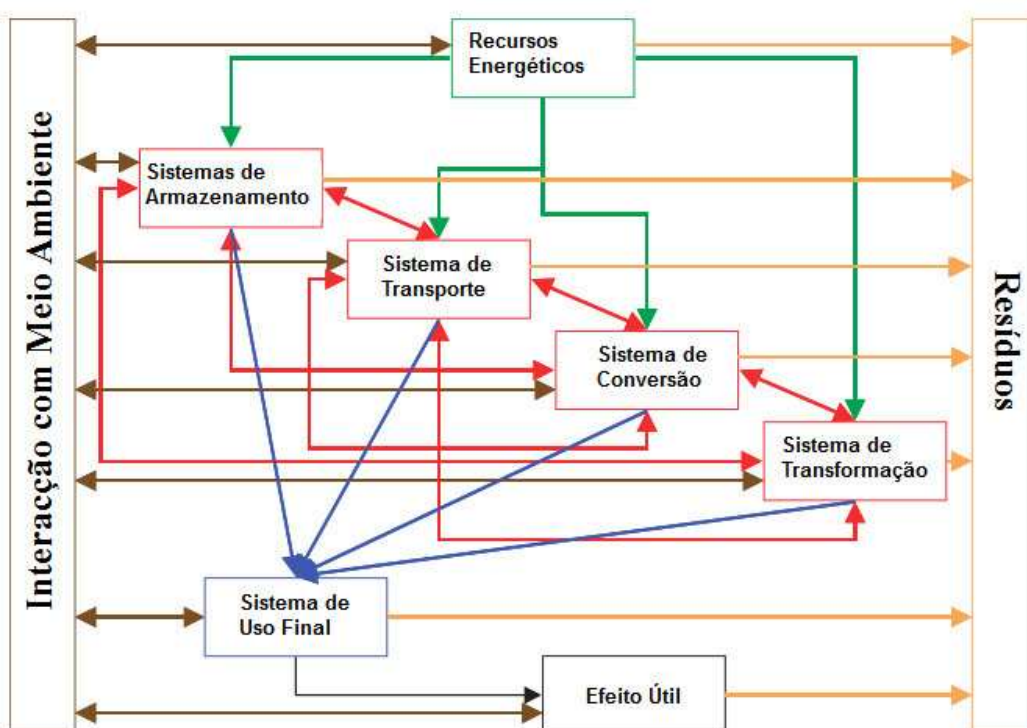 Interacção com Meio Ambiente
Recursos
Energéticos
Sistemas de
Armazenamento
Sistema de
Transporte
Sistema de
Conversão
Sistema de
Transformação
Sistema de
Uso Final
Efeito Útil
Resíduos